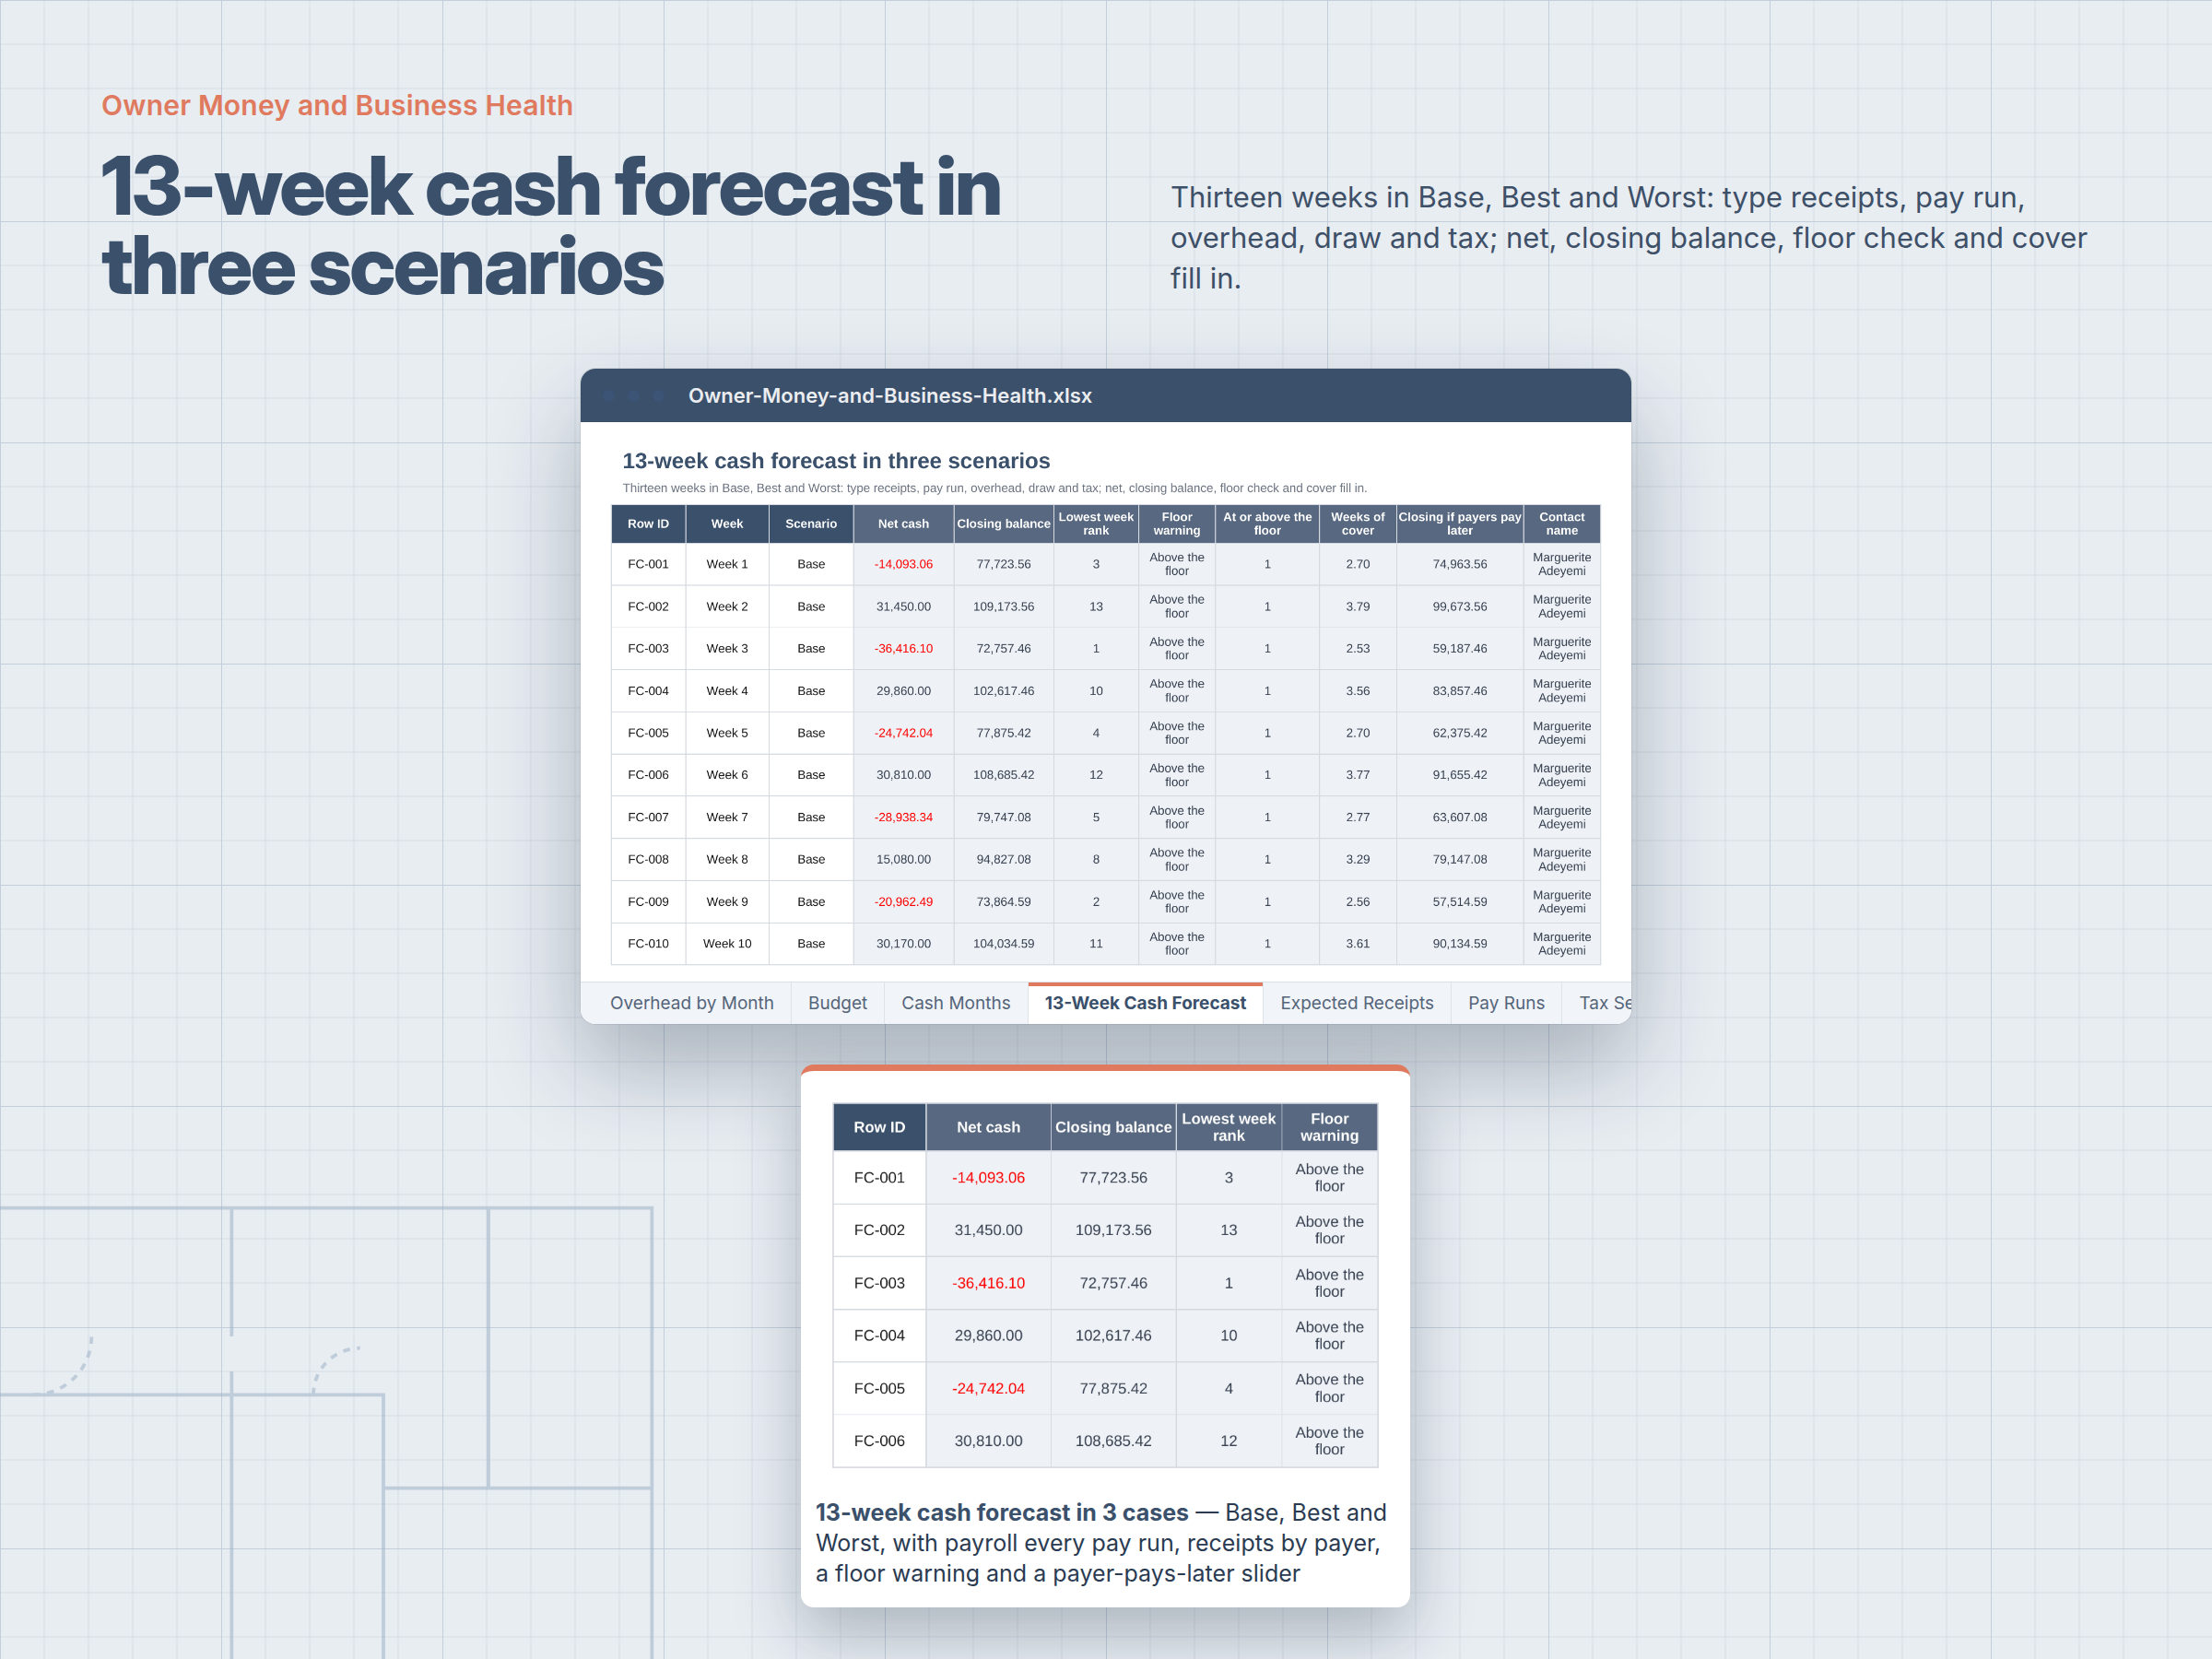 Owner Money and Business Health
13-week cash forecast in
three scenarios
Thirteen weeks in Base, Best and Worst: type receipts, pay run,
overhead, draw and tax; net, closing balance, floor check and cover
fill in.
Owner-Money-and-Business-Health.xlsx
13-week cash forecast in three scenarios
Thirteen weeks in Base, Best and Worst: type receipts, pay run, overhead, draw and tax; net, closing balance, floor check and cover fill in.
Row ID Week Scenario Net cash Closing balance Lowest week rank Floor warning At or above the floor Weeks of cover Closing if payers pay later Contact name
FC-001 Week 1 Base -14,093.06 77,723.56 3 Above the floor 1 2.70 74,963.56 Marguerite Adeyemi
FC-002 Week 2 Base 31,450.00 109,173.56 13 Above the floor 1 3.79 99,673.56 Marguerite Adeyemi
FC-003 Week 3 Base -36,416.10 72,757.46 1 Above the floor 1 2.53 59,187.46 Marguerite Adeyemi
FC-004 Week 4 Base 29,860.00 102,617.46 10 Above the floor 1 3.56 83,857.46 Marguerite Adeyemi
FC-005 Week 5 Base -24,742.04 77,875.42 4 Above the floor 1 2.70 62,375.42 Marguerite Adeyemi
FC-006 Week 6 Base 30,810.00 108,685.42 12 Above the floor 1 3.77 91,655.42 Marguerite Adeyemi
FC-007 Week 7 Base -28,938.34 79,747.08 5 Above the floor 1 2.77 63,607.08 Marguerite Adeyemi
FC-008 Week 8 Base 15,080.00 94,827.08 8 Above the floor 1 3.29 79,147.08 Marguerite Adeyemi
FC-009 Week 9 Base -20,962.49 73,864.59 2 Above the floor 1 2.56 57,514.59 Marguerite Adeyemi
FC-010 Week 10 Base 30,170.00 104,034.59 11 Above the floor 1 3.61 90,134.59 Marguerite Adeyemi
Overhead by Month Budget Cash Months 13-Week Cash Forecast Expected Receipts Pay Runs Tax Se
Row ID Net cash Closing balance Lowest week rank Floor warning
FC-001 -14,093.06 77,723.56 3 Above the floor
FC-002 31,450.00 109,173.56 13 Above the floor
FC-003 -36,416.10 72,757.46 1 Above the floor
FC-004 29,860.00 102,617.46 10 Above the floor
FC-005 -24,742.04 77,875.42 4 Above the floor
FC-006 30,810.00 108,685.42 12 Above the floor
13-week cash forecast in 3 cases — Base, Best and
Worst, with payroll every pay run, receipts by payer,
a floor warning and a payer-pays-later slider